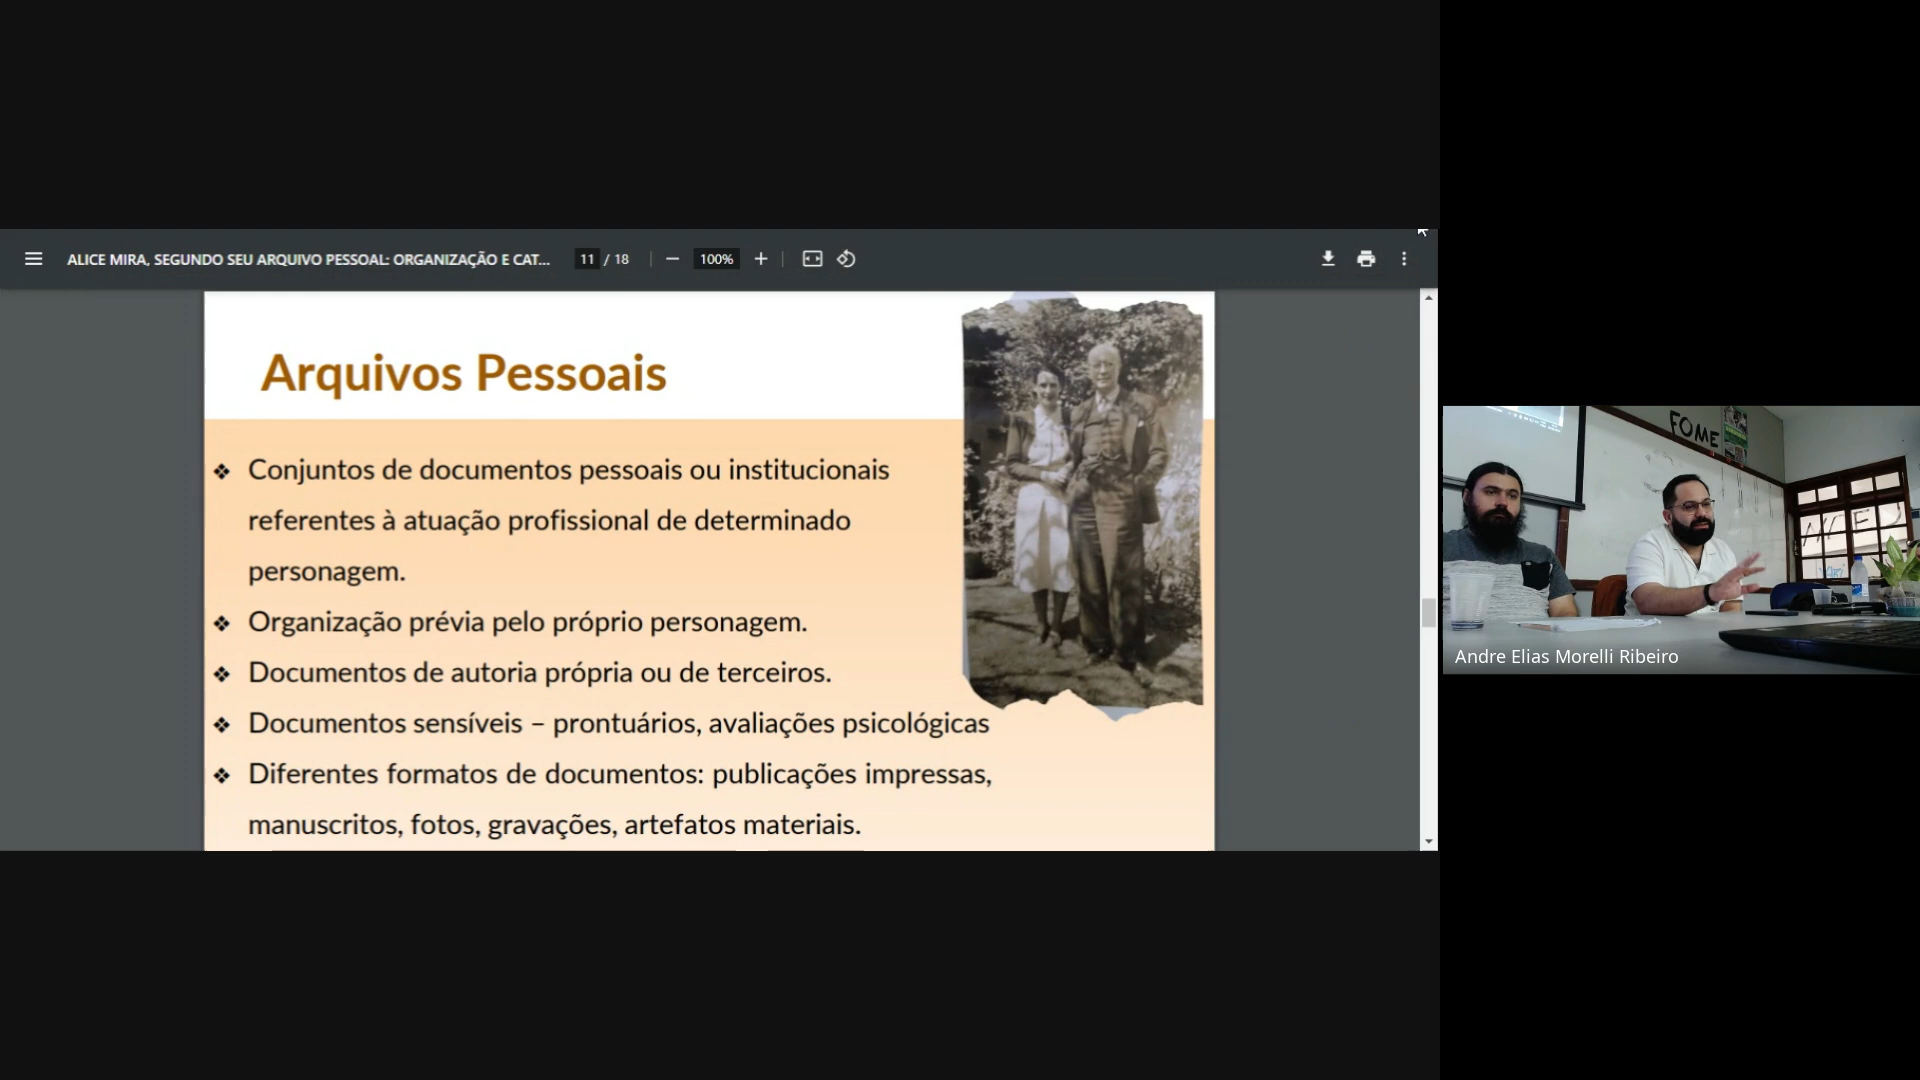 ALICE MIRA, SEGUNDO SEU ARQUIVO PESSOAL: ORGANIZAÇÃO E CAT...
11 / 18
100%
Arquivos Pessoais
❖ Conjuntos de documentos pessoais ou institucionais
referentes à atuação profissional de determinado
personagem.
❖ Organização prévia pelo próprio personagem.
❖ Documentos de autoria própria ou de terceiros.
❖ Documentos sensíveis – prontuários, avaliações psicológicas
❖ Diferentes formatos de documentos: publicações impressas,
manuscritos, fotos, gravações, artefatos materiais.
FOME
Andre Elias Morelli Ribeiro